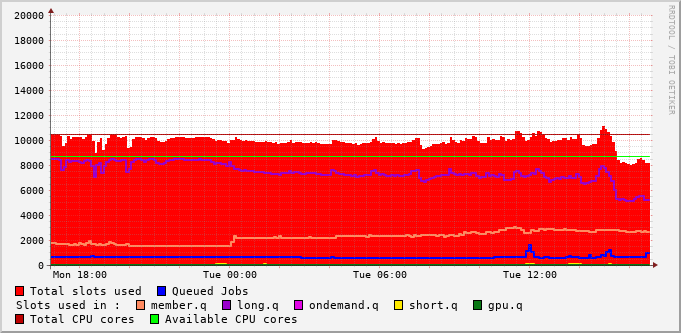 20000
18000
16000
14000
12000
10000
8000
6000
4000
2000
0
Mon 18:00 Tue 00:00 Tue 06:00 Tue 12:00
RRDTOOL / TOBI OETIKER
Total slots used Queued Jobs
Slots used in : member.q long.q ondemand.q short.q gpu.q
Total CPU cores Available CPU cores